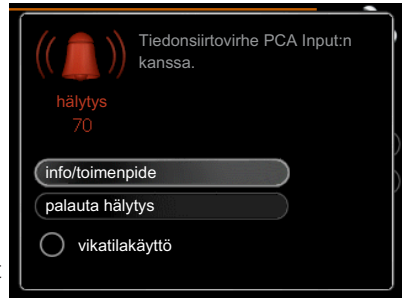 Tiedonsiirtovirhe PCA Input:n
kanssa.
hälytys
70
info/toimenpide
palauta hälytys
vikatilakäyttö